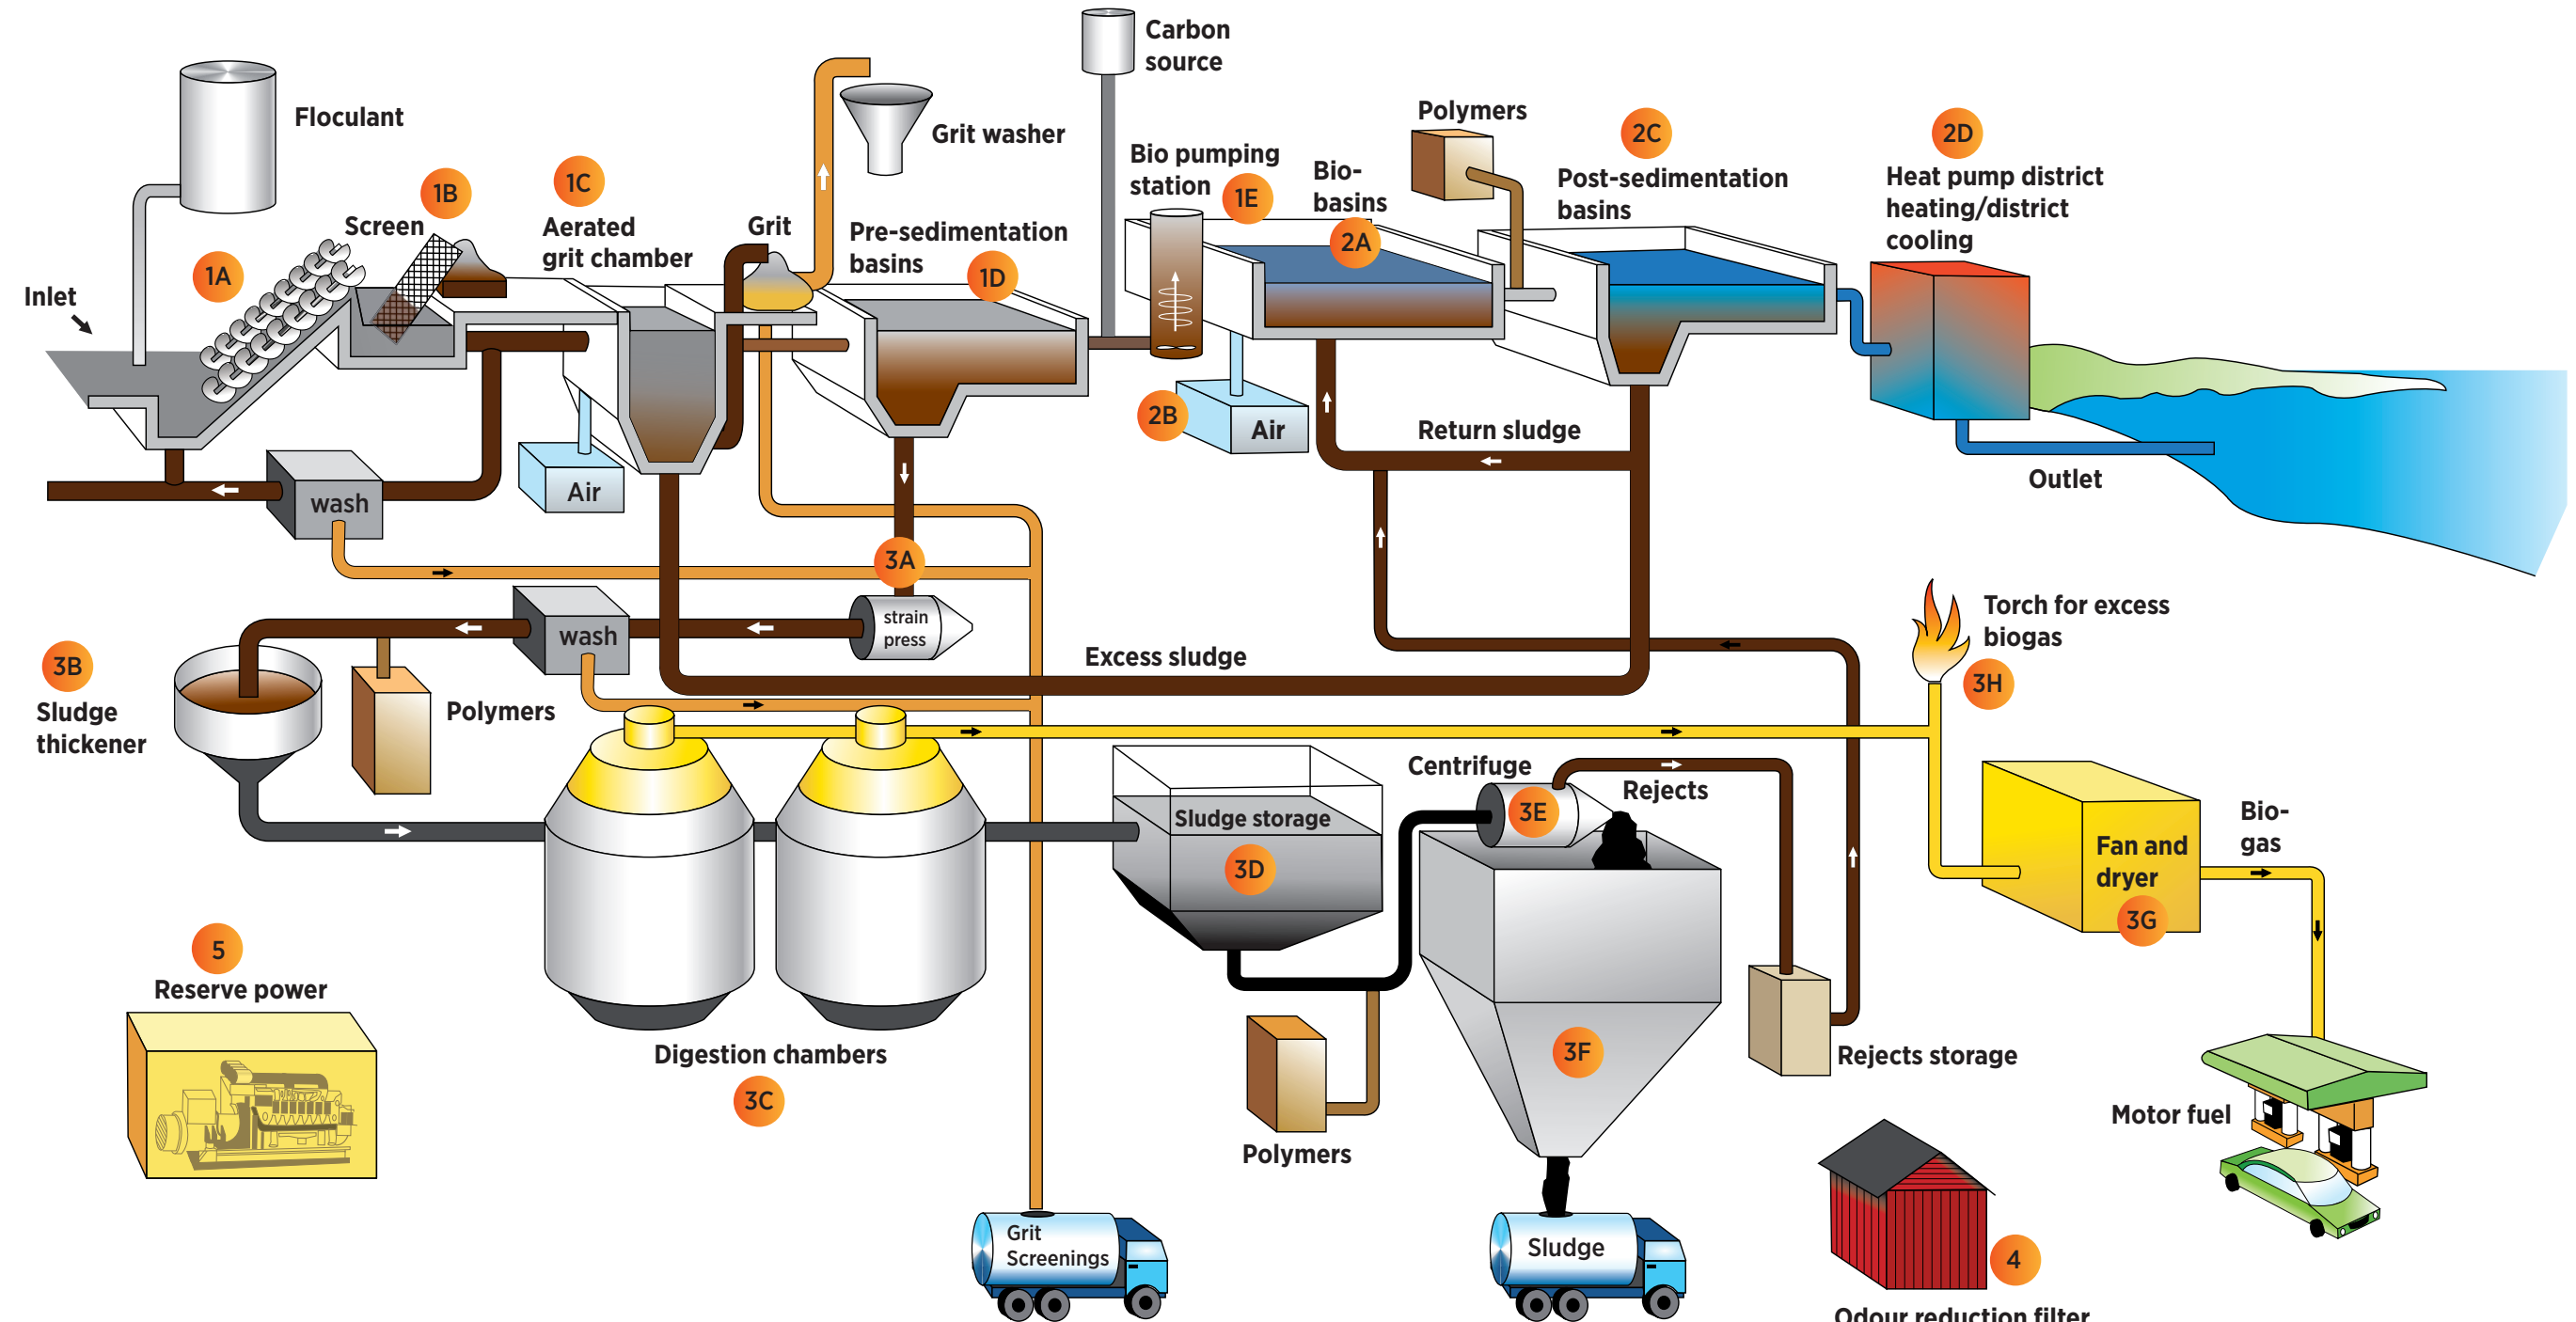 Carbon
source
Floculant
Polymers
Grit washer
2C
2D
Bio pumping
station
1E
Bio-
basins
2A
Post-sedimentation
basins
Heat pump district
heating/district
cooling
1C
1B
Screen
Aerated
grit chamber
Grit
Pre-sedimentation
basins
1D
1A
Inlet
2B
Air
Return sludge
Outlet
wash
Air
3A
strain
press
wash
3B
Sludge
thickener
Polymers
Excess sludge
Torch for excess
biogas
3H
Centrifuge
3E
Rejects
Sludge storage
3D
Bio-
gas
Fan and
dryer
3G
5
Reserve power
Digestion chambers
3C
3F
Rejects storage
Polymers
Motor fuel
Grit
Screenings
Sludge
4
Odour reduction filter